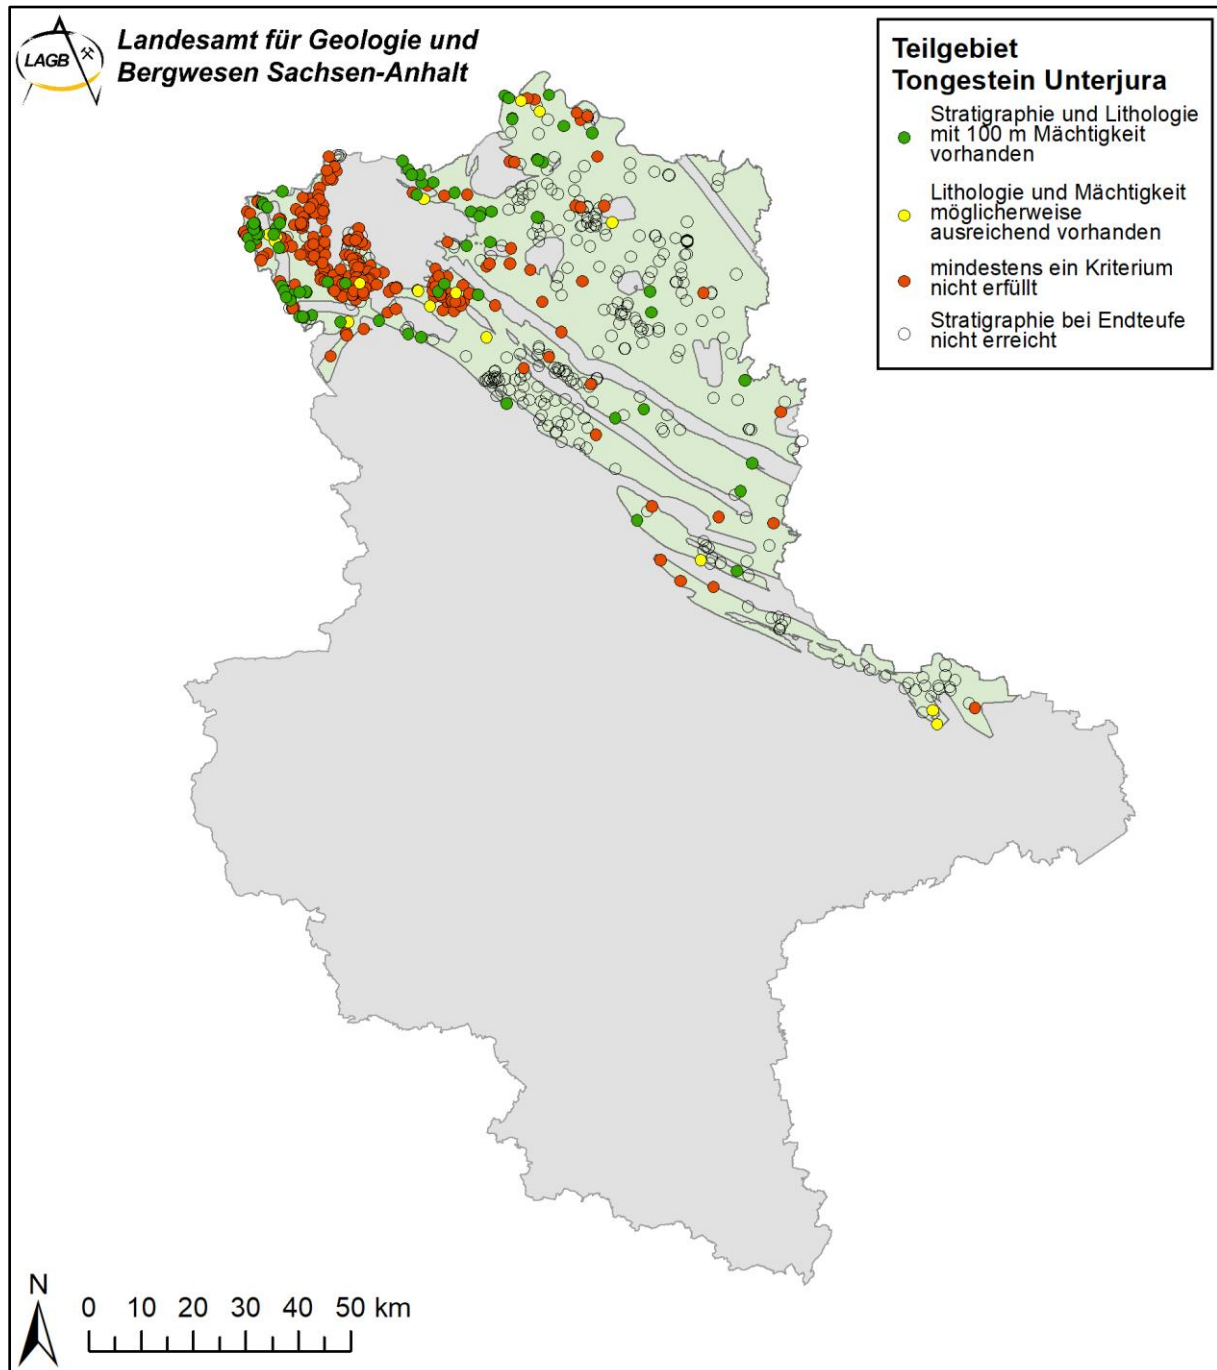 LAGB
Landesamt für Geologie und
Bergwesen Sachsen-Anhalt
Teilgebiet
Tongestein Unterjura
Stratigraphie und Lithologie
mit 100 m Mächtigkeit
vorhanden
Lithologie und Mächtigkeit
möglicherweise
ausreichend vorhanden
mindestens ein Kriterium
nicht erfüllt
Stratigraphie bei Endteufe
nicht erreicht
N
0 10 20 30 40 50 km